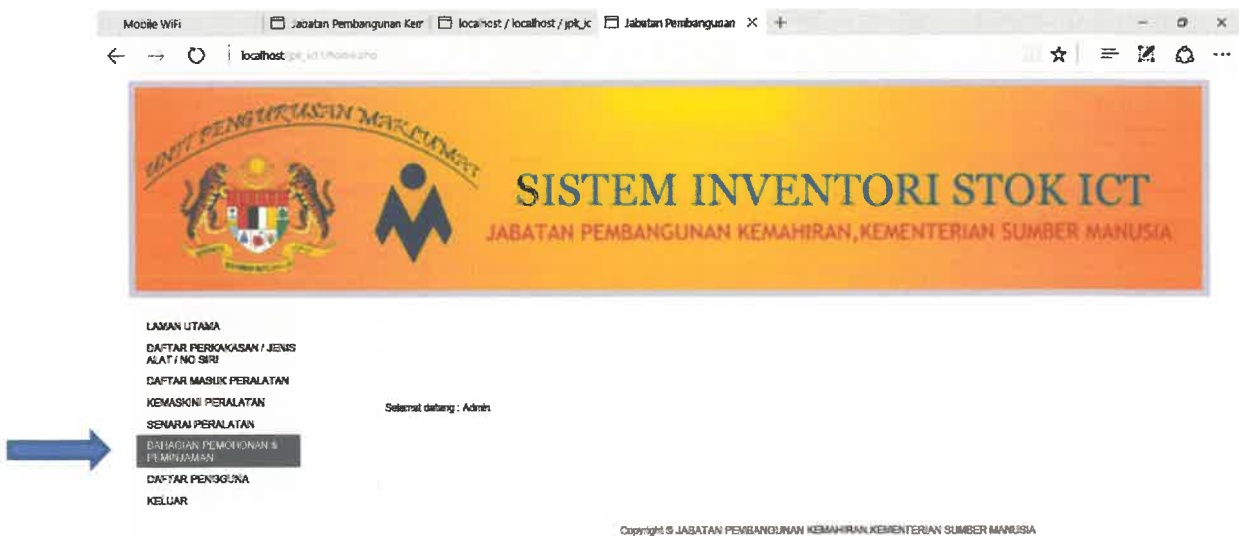 Mobile WiFi
Jabatan Pembangunan Kem
localhost / localhost / jpk_ic
Jabatan Pembangunan
localhost
UNIT PENGURUSAN MAKLUMAT
SISTEM INVENTORI STOK ICT
JABATAN PEMBANGUNAN KEMAHIRAN,KEMENTERIAN SUMBER MANUSIA
LAMAN UTAMA
DAFTAR PERKAKASAN / JENIS
ALAT / NO SIRI
DAFTAR MASUK PERALATAN
KEMASKINI PERALATAN
Selamat datang : Admin
SENARAI PERALATAN
BAHAGIAN PEMOHONAN &
PEMINJAMAN
DAFTAR PENGGUNA
KELUAR
Copyright © JABATAN PEMBANGUNAN KEMAHIRAN,KEMENTERIAN SUMBER MANUSIA